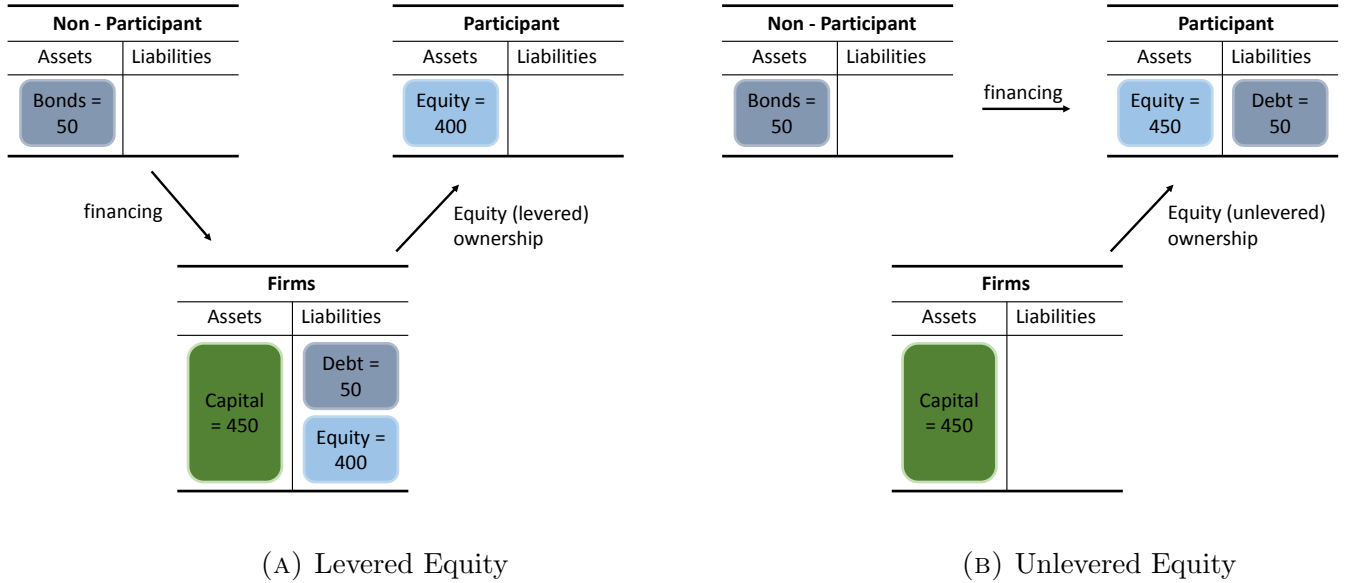 Non - Participant
Assets
Liabilities
Bonds =
50
Participant
Assets
Liabilities
Equity =
400
financing
Equity (levered)
ownership
Firms
Assets
Liabilities
Capital
= 450
Debt =
50
Equity =
400
(A) Levered Equity
Non - Participant
Assets
Liabilities
Bonds =
50
financing
Participant
Assets
Liabilities
Equity =
450
Debt =
50
Equity (unlevered)
ownership
Firms
Assets
Liabilities
Capital
= 450
(B) Unlevered Equity